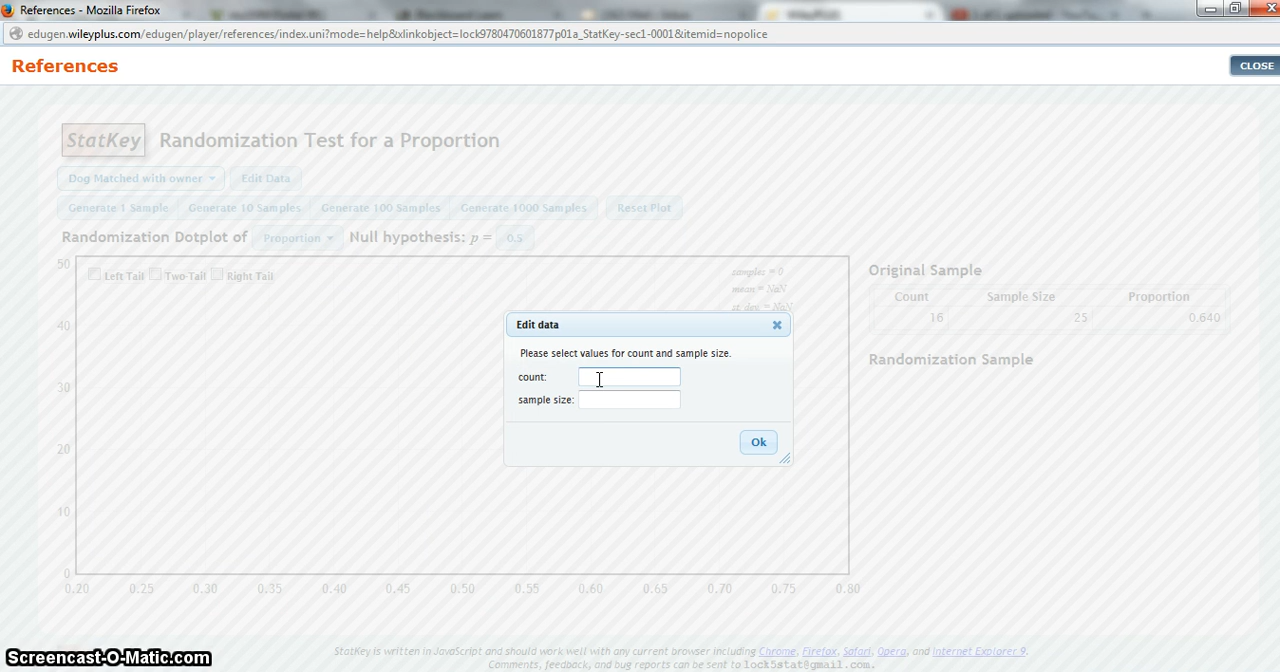 References - Mozilla Firefox
edugen.wileyplus.com/edugen/player/references/index.uni?mode=help&xlinkobject=lock9780470601877p01a_StatKey-sec1-0001&itemid=nopolice
References
CLOSE
StatKey Randomization Test for a Proportion
Dog Matched with owner Edit Data
Generate 1 Sample Generate 10 Samples Generate 100 Samples Generate 1000 Samples Reset Plot
Randomization Dotplot of Proportion Null hypothesis: p = 0.5
50
Left Tail Two-Tail Right Tail
samples = 0
mean = NaN
st. dev. = NaN
40
30
20
10
0
0.20 0.25 0.30 0.35 0.40 0.45 0.50 0.55 0.60 0.65 0.70 0.75 0.80
Original Sample
Count Sample Size Proportion
16 25 0.640
Randomization Sample
Edit data
Please select values for count and sample size.
count:
sample size:
Ok
StatKey is written in JavaScript and should work well with any current browser including Chrome, Firefox, Safari, Opera, and Internet Explorer 9.
Comments, feedback, and bug reports can be sent to lock5stat@gmail.com.
Screencast-O-Matic.com